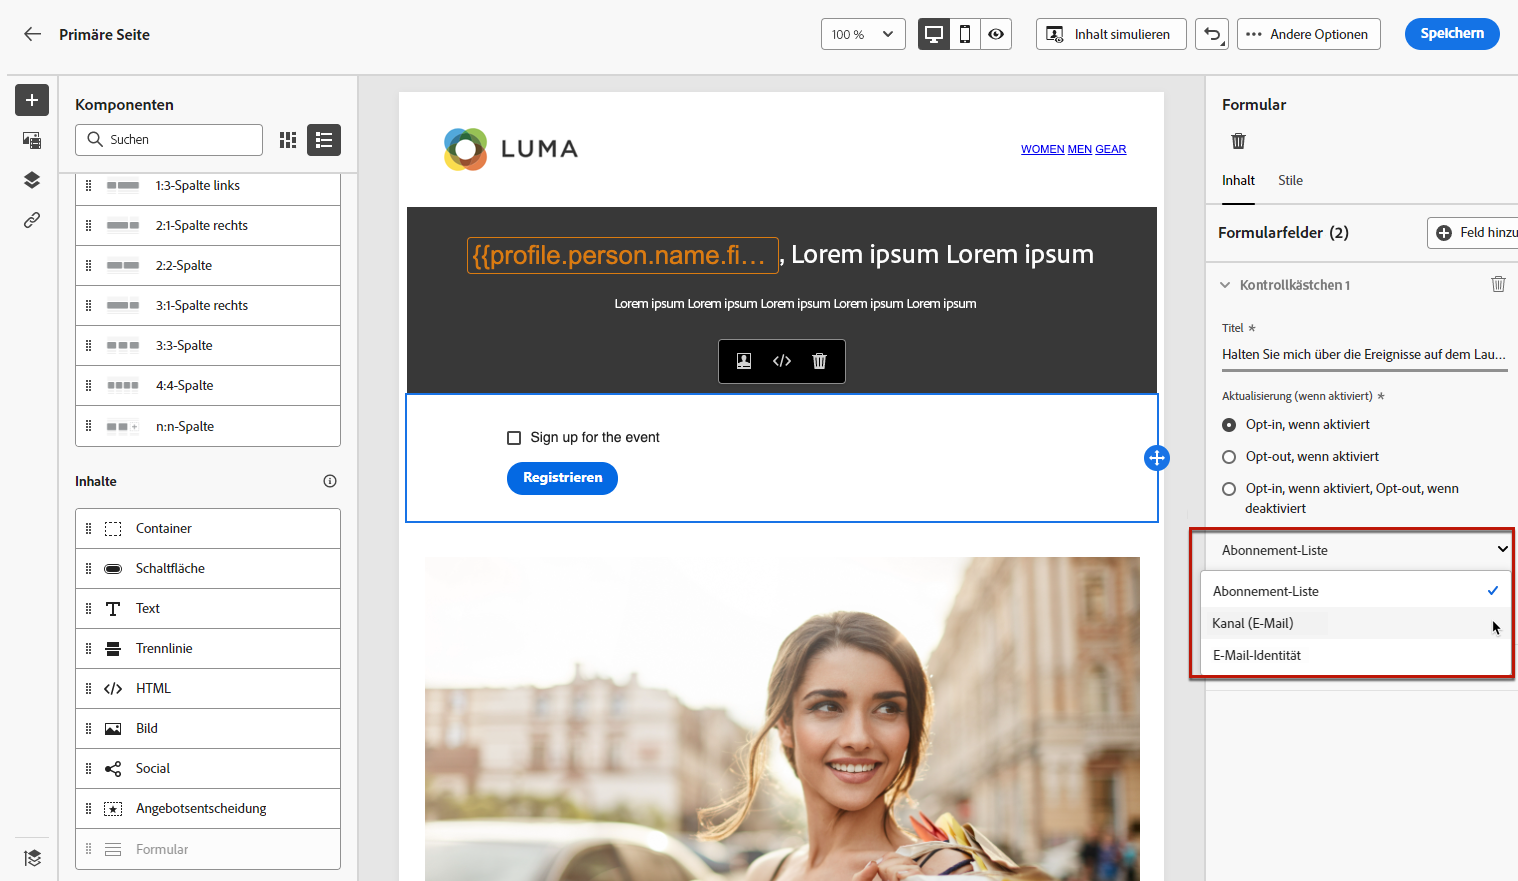 Primäre Seite
100 %
Inhalt simulieren
Andere Optionen
Speichern
Komponenten
Suchen
1:3-Spalte links
2:1-Spalte rechts
2:2-Spalte
3:1-Spalte rechts
3:3-Spalte
4:4-Spalte
n:n-Spalte
Inhalte
Container
Schaltfläche
Text
Trennlinie
HTML
Bild
Social
Angebotsentscheidung
Formular
LUMA
WOMEN MEN GEAR
{{profile.person.name.fi... , Lorem ipsum Lorem ipsum
Lorem ipsum Lorem ipsum Lorem ipsum Lorem ipsum Lorem ipsum
Sign up for the event
Registrieren
Formular
Inhalt Stile
Formularfelder (2)
Feld hinzu
Kontrollkästchen 1
Titel *
Halten Sie mich über die Ereignisse auf dem Lau...
Aktualisierung (wenn aktiviert) *
Opt-in, wenn aktiviert
Opt-out, wenn aktiviert
Opt-in, wenn aktiviert, Opt-out, wenn
deaktiviert
Abonnement-Liste
Abonnement-Liste
Kanal (E-Mail)
E-Mail-Identität